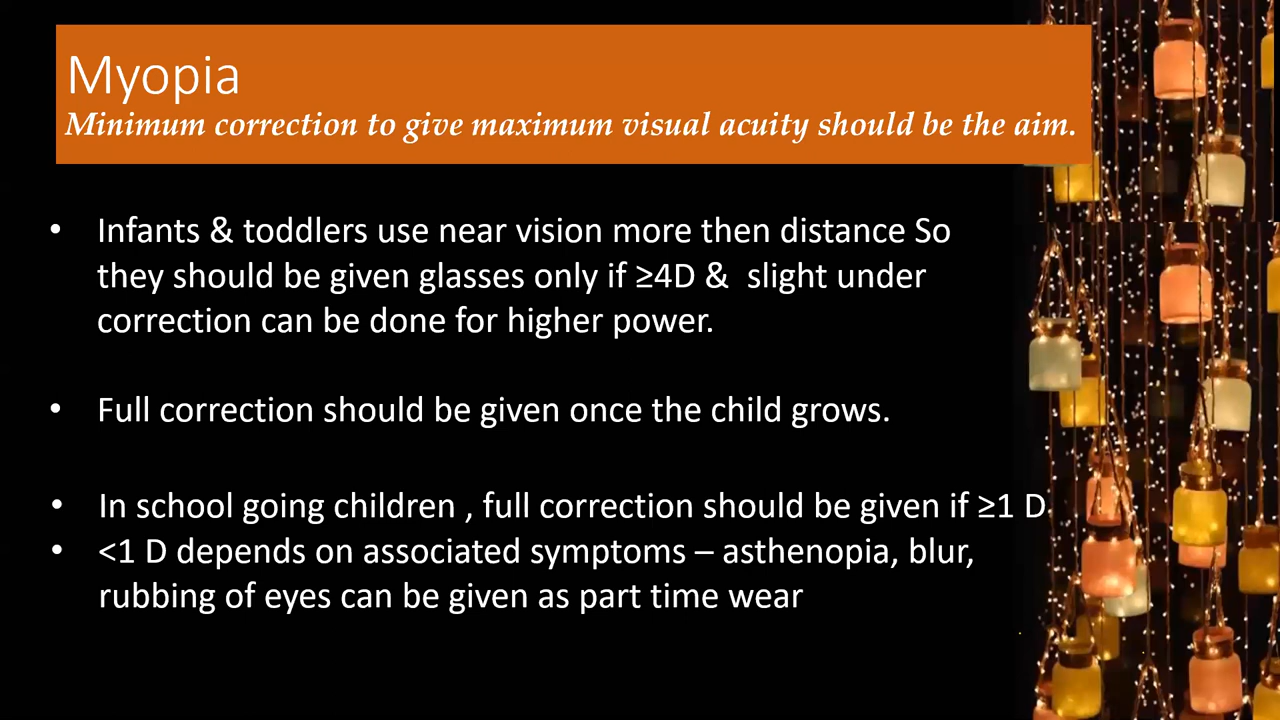 Myopia
Minimum correction to give maximum visual acuity should be the aim.
• Infants & toddlers use near vision more then distance So
they should be given glasses only if ≥4D & slight under
correction can be done for higher power.
• Full correction should be given once the child grows.
• In school going children , full correction should be given if ≥1 D.
• <1 D depends on associated symptoms – asthenopia, blur,
rubbing of eyes can be given as part time wear